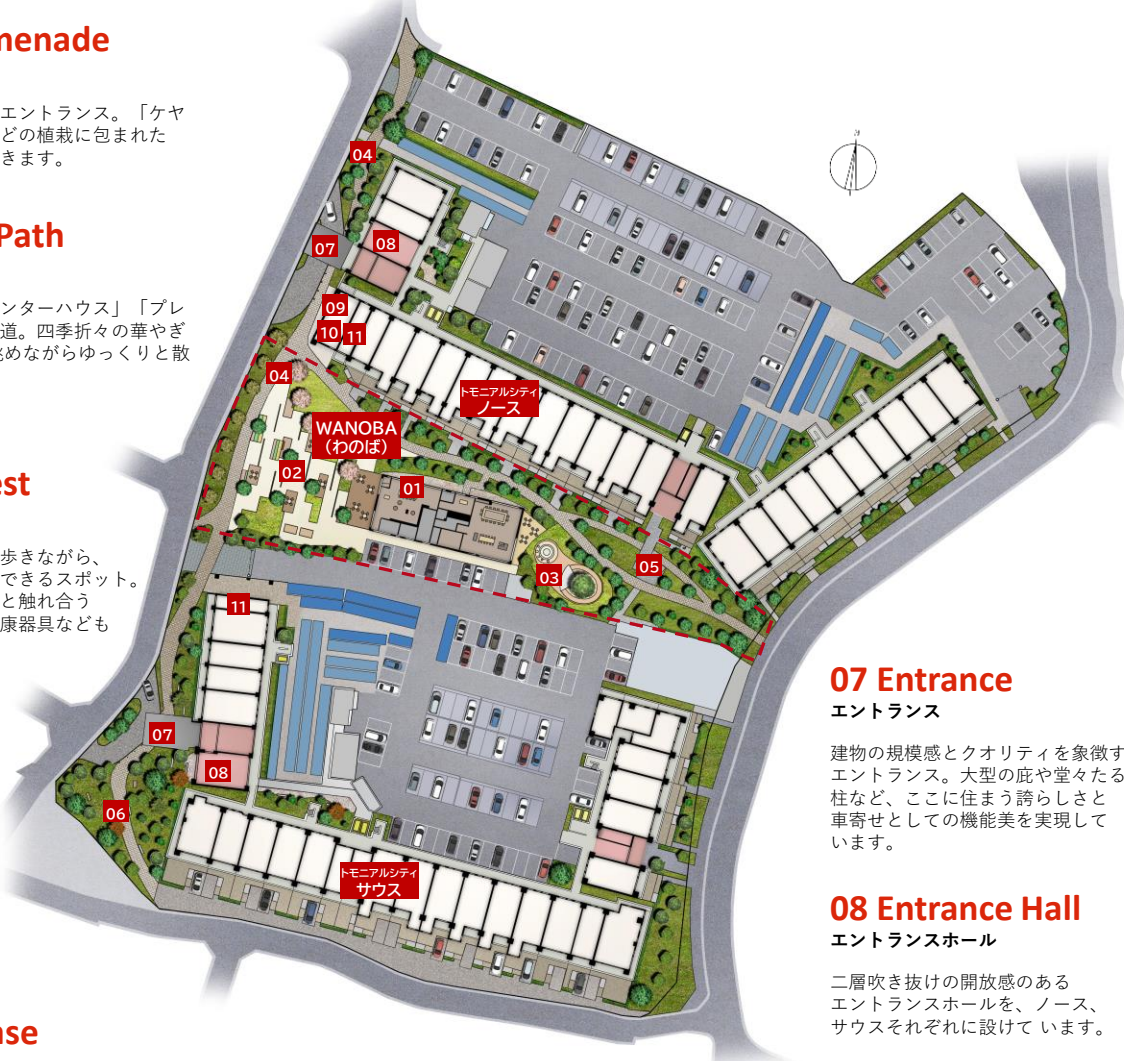 menade
エントランス。「ケヤ
どの植栽に包まれた
きます。
Path
ンターハウス」「プレ
道。四季折々の華やぎ
眺めながらゆっくりと散
est
歩きながら、
できるスポット。
と触れ合う
康器具なども
ase
N
04
07
08
09
10
11
04
トモニアルシティ
ノース
WANOBA
(わのば)
02
01
03
05
11
07
08
06
トモニアルシティ
サウス
07 Entrance
エントランス
建物の規模感とクオリティを象徴す
エントランス。大型の庇や堂々たる
柱など、ここに住まう誇らしさと
車寄せとしての機能美を実現して
います。
08 Entrance Hall
エントランスホール
二層吹き抜けの開放感のある
エントランスホールを、ノース、
サウスそれぞれに設けて います。